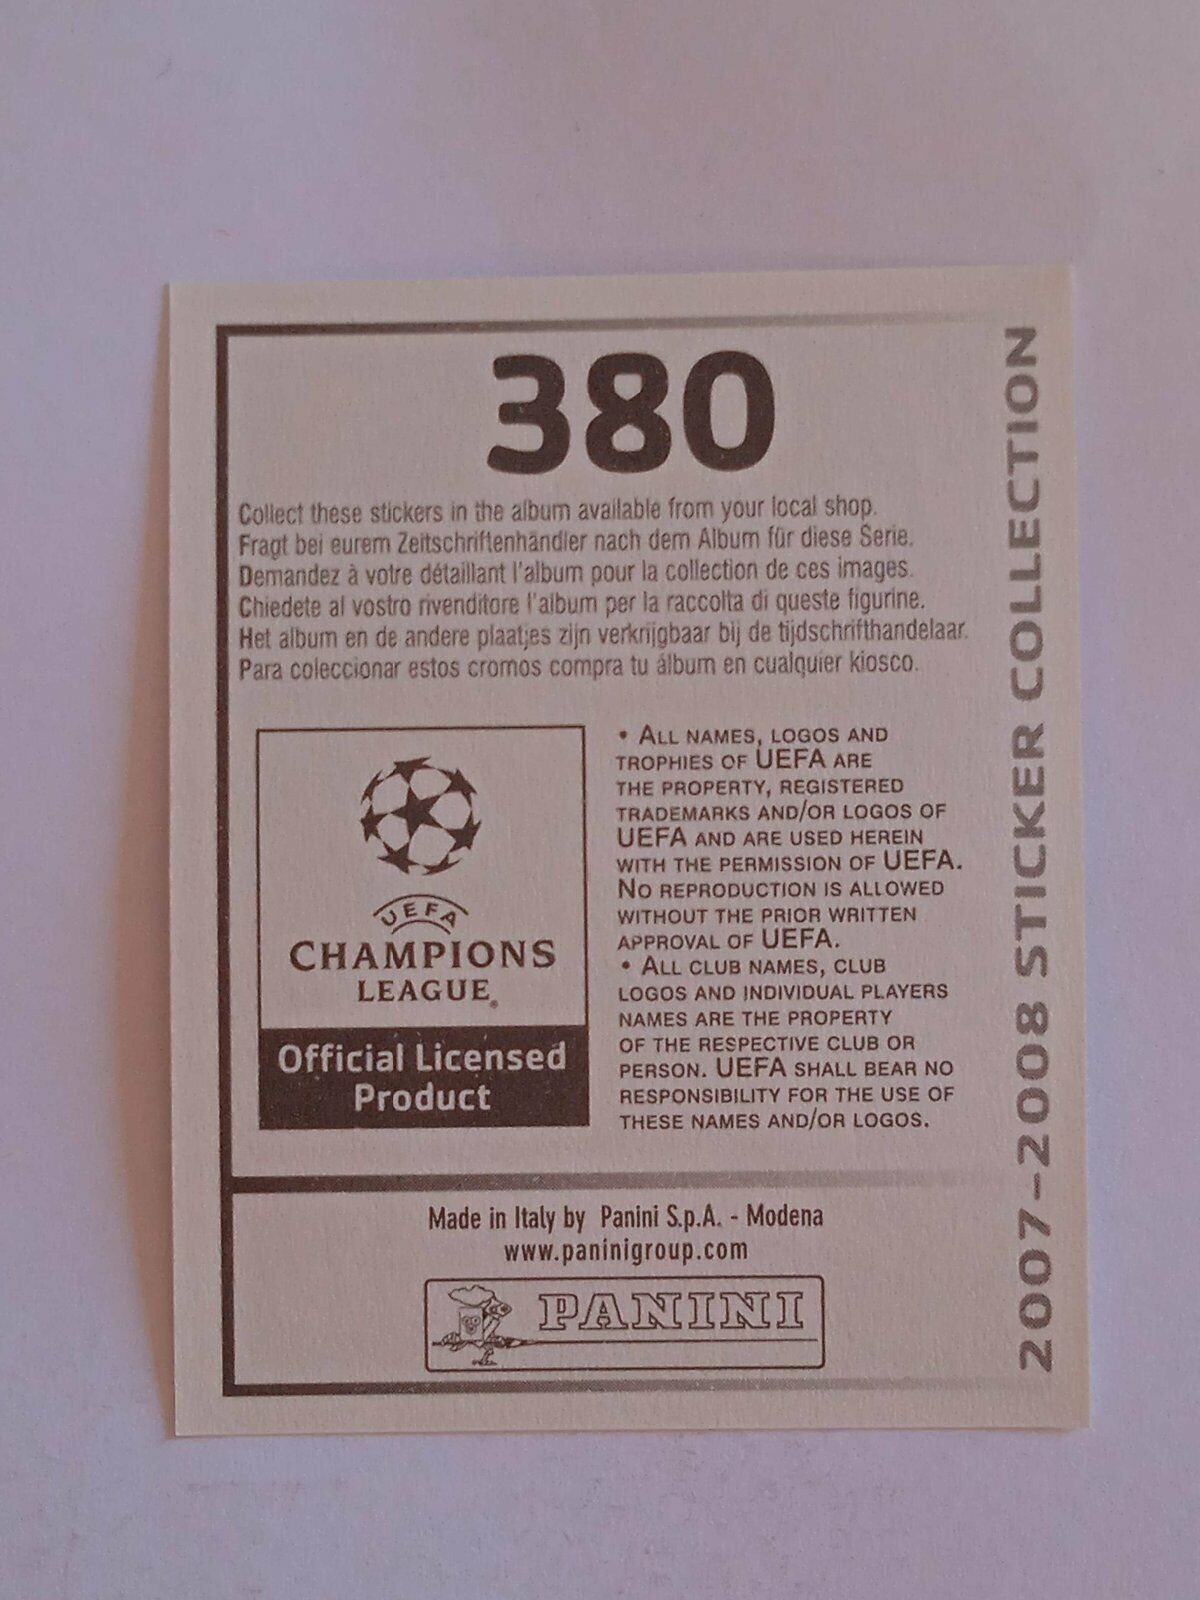 380
Collect these stickers in the album available from your local shop.
Fragt bei eurem Zeitschriftenhändler nach dem Album für diese Serie.
Demandez à votre détaillant l'album pour la collection de ces images.
Chiedete al vostro rivenditore l'album per la raccolta di queste figurine.
Het album en de andere plaatjes zijn verkrijgbaar bij de tijdschrifthandelaar.
Para coleccionar estos cromos compra tu álbum en cualquier kiosco.
UEFA
CHAMPIONS
LEAGUE®
Official Licensed
Product
• ALL NAMES, LOGOS AND
TROPHIES OF UEFA ARE
THE PROPERTY, REGISTERED
TRADEMARKS AND/OR LOGOS OF
UEFA AND ARE USED HEREIN
WITH THE PERMISSION OF UEFA.
NO REPRODUCTION IS ALLOWED
WITHOUT THE PRIOR WRITTEN
APPROVAL OF UEFA.
• ALL CLUB NAMES, CLUB
LOGOS AND INDIVIDUAL PLAYERS
NAMES ARE THE PROPERTY
OF THE RESPECTIVE CLUB OR
PERSON. UEFA SHALL BEAR NO
RESPONSIBILITY FOR THE USE OF
THESE NAMES AND/OR LOGOS.
Made in Italy by Panini S.p.A. - Modena
www.paninigroup.com
PANINI
2007-2008 STICKER COLLECTION